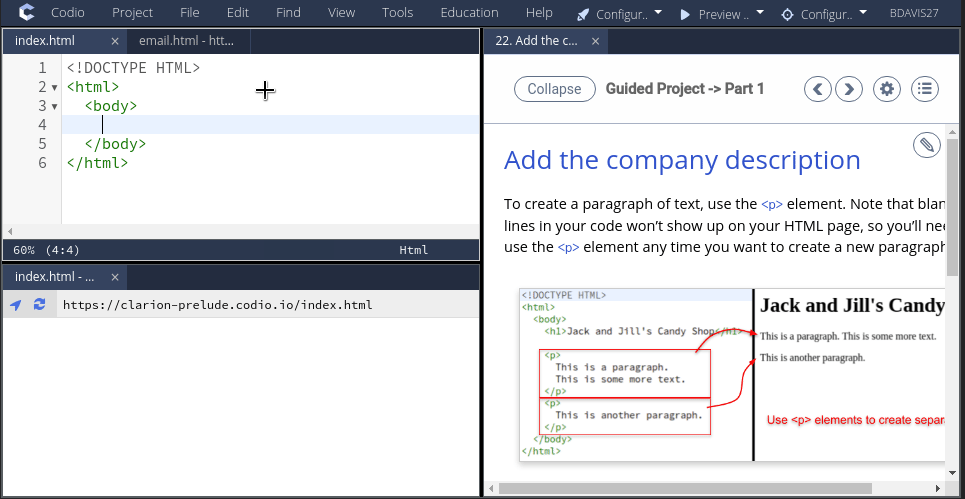 Codio Project File Edit Find View Tools Education Help Configur.. Preview .. Configur.. BDAVIS27
index.html × email.html - htt...
1 <!DOCTYPE HTML>
2 <html>
3 <body>
4
5 </body>
6 </html>
60% (4:4) Html
index.html - ... ×
https://clarion-prelude.codio.io/index.html
22. Add the c... ×
Collapse Guided Project -> Part 1
Add the company description
To create a paragraph of text, use the <p> element. Note that blan
lines in your code won't show up on your HTML page, so you'll nee
use the <p> element any time you want to create a new paragraph
<!DOCTYPE HTML>
<html>
<body>
<h1>Jack and Jill's Candy Shop</h1>
<p>
This is a paragraph.
This is some more text.
</p>
<p>
This is another paragraph.
</p>
</body>
</html>
Jack and Jill's Candy
This is a paragraph. This is some more text.
This is another paragraph.
Use <p> elements to create separ